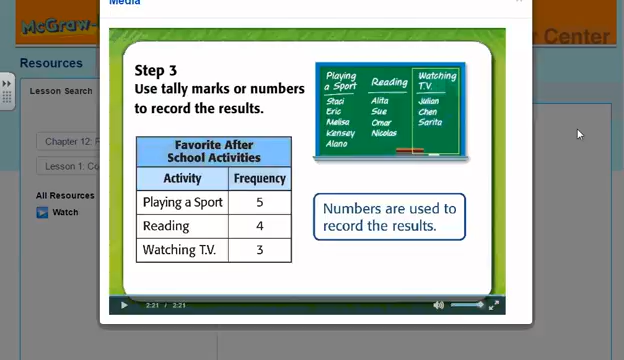 Media
McGraw-
er Center
Resources
Lesson Search
Chapter 12: F
Lesson 1: Co
All Resources
Watch
Step 3
Use tally marks or numbers
to record the results.
Playing a Sport
Staci
Eric
Melisa
Kensey
Alano
Reading
Alita
Sue
Omar
Nicolas
Watching T.V.
Julian
Chen
Sarita
Favorite After
School Activities
Activity Frequency
Playing a Sport 5
Reading 4
Watching T.V. 3
Numbers are used to
record the results.
2:21 / 2:21